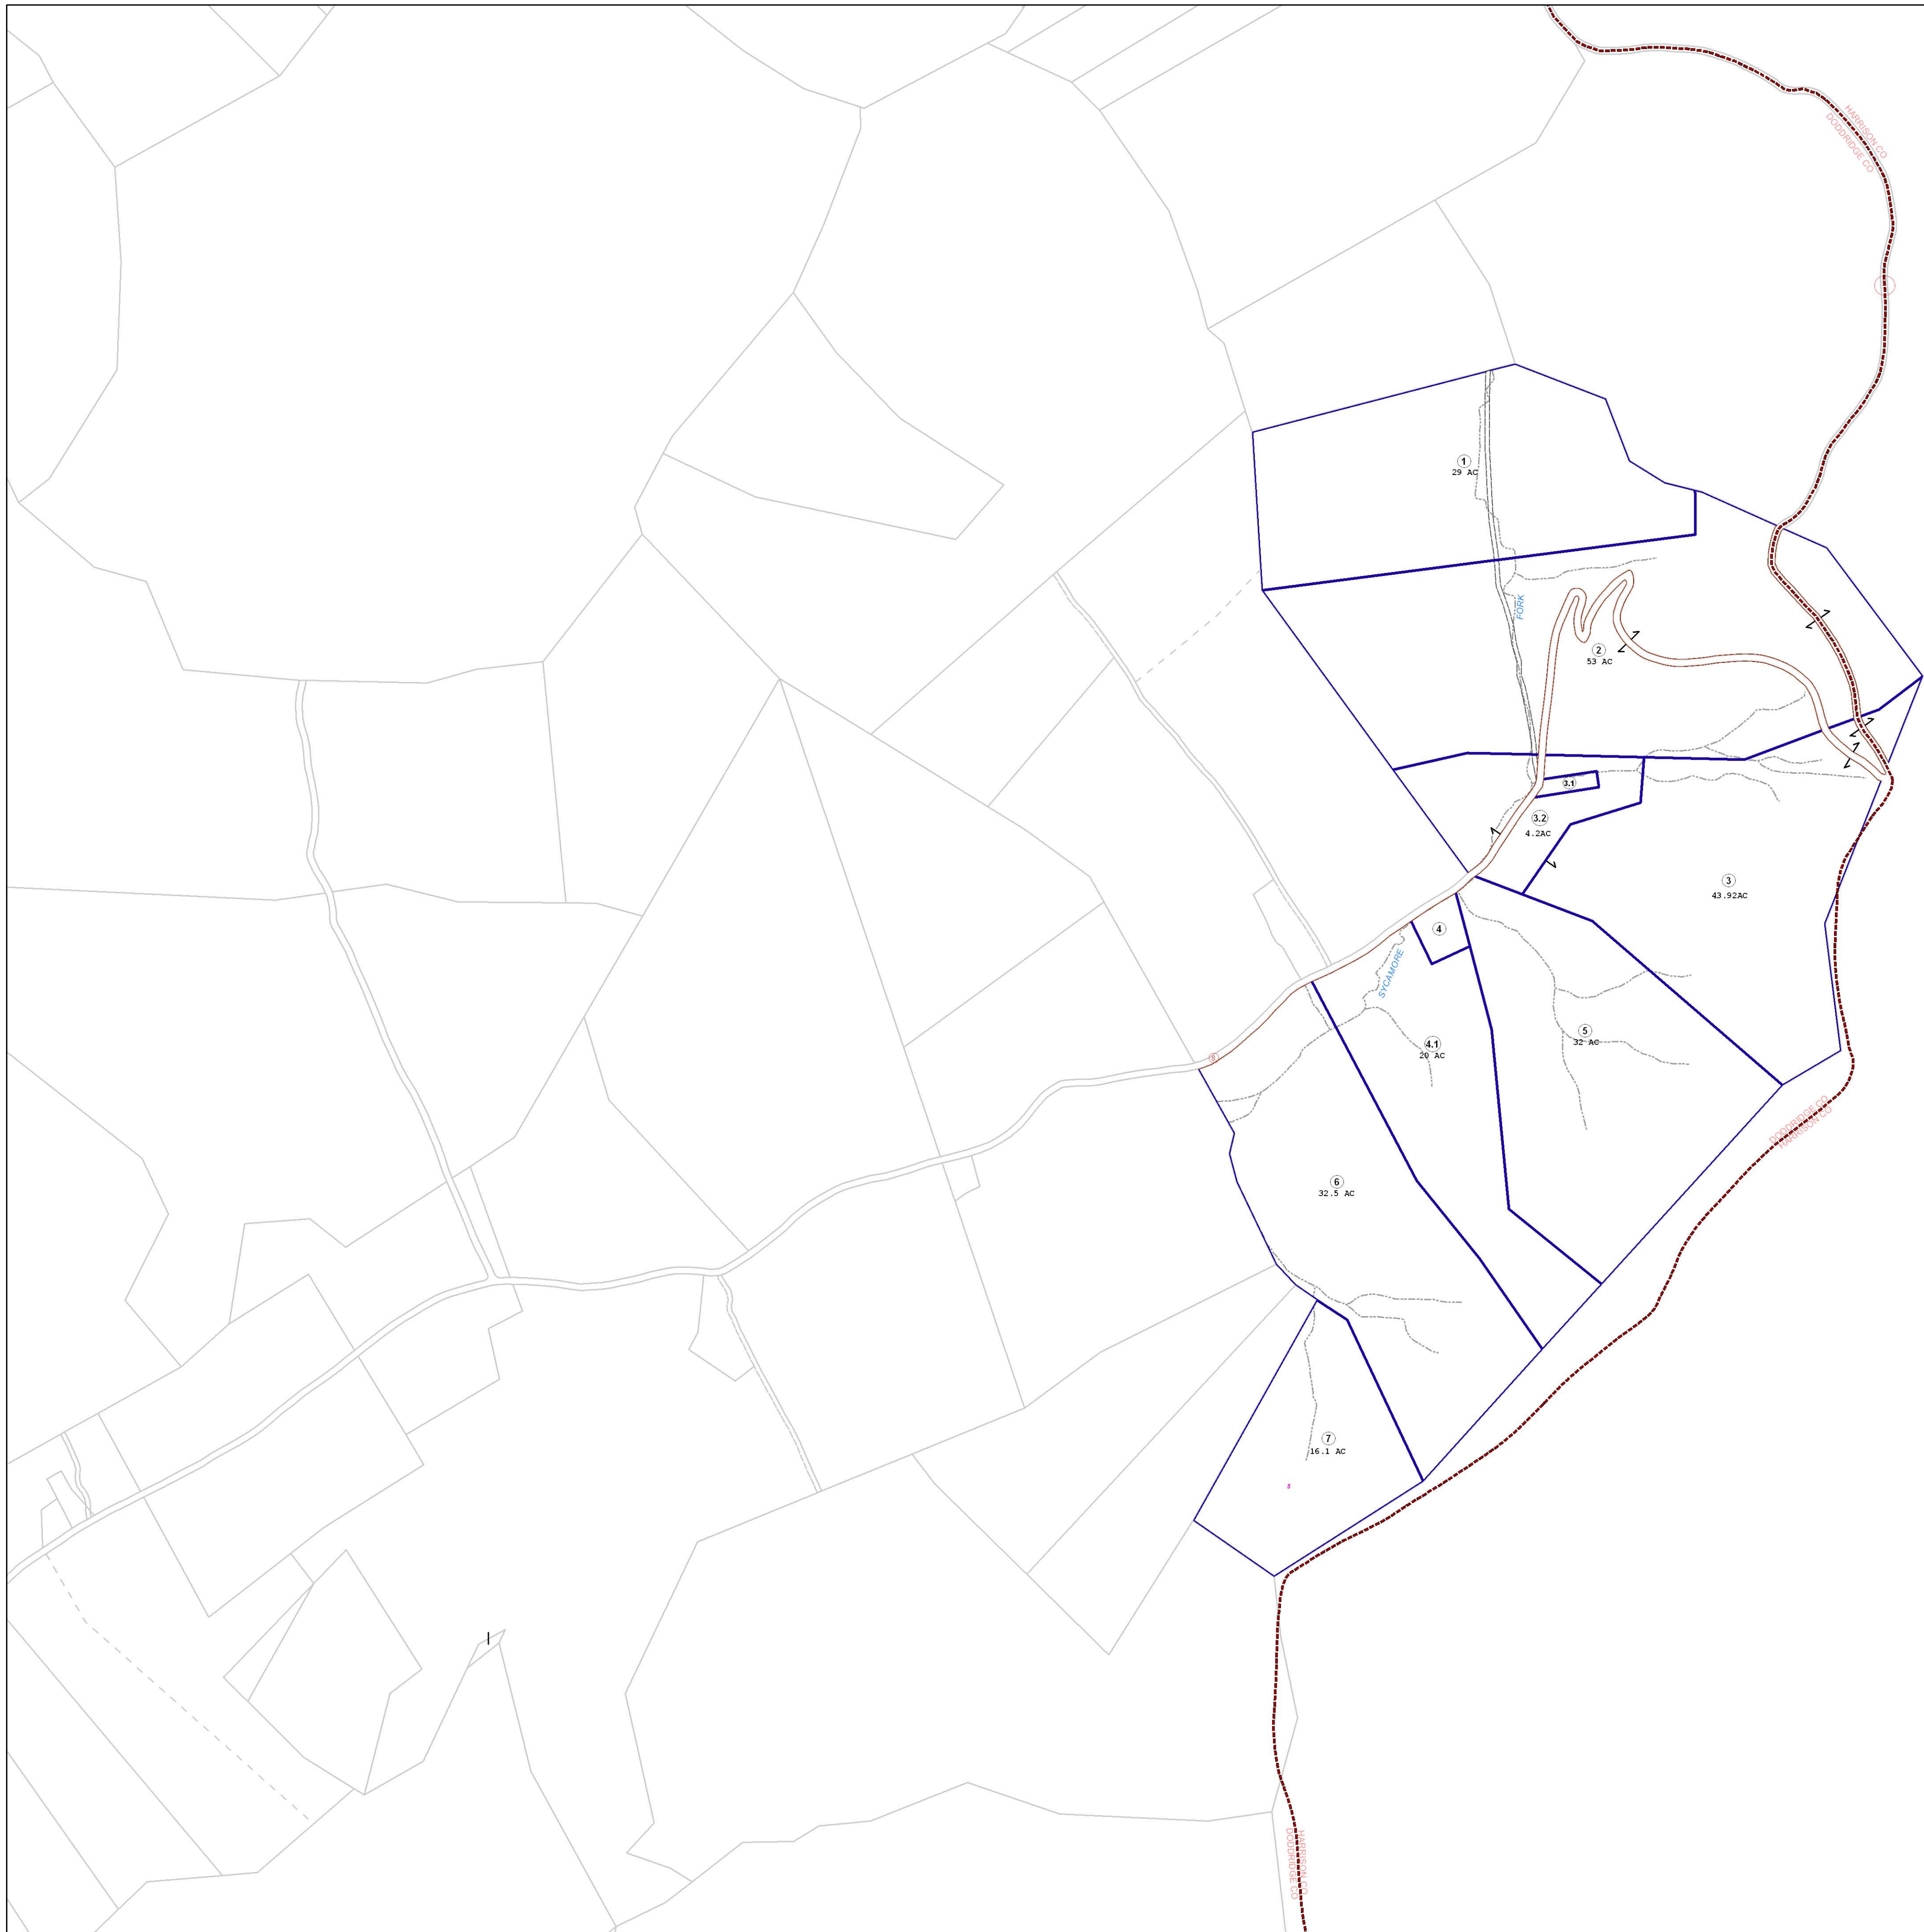 HARRISON CO
DODDRIDGE CO
1
29 AC
FORK
2
53 AC
3.1
3.2
4.2AC
3
43.92AC
4
SYCAMORE
5
32 AC
4.1
20 AC
8
DODDRIDGE CO
HARRISON CO
6
32.5 AC
7
16.1 AC
HARRISON CO
DODDRIDGE CO